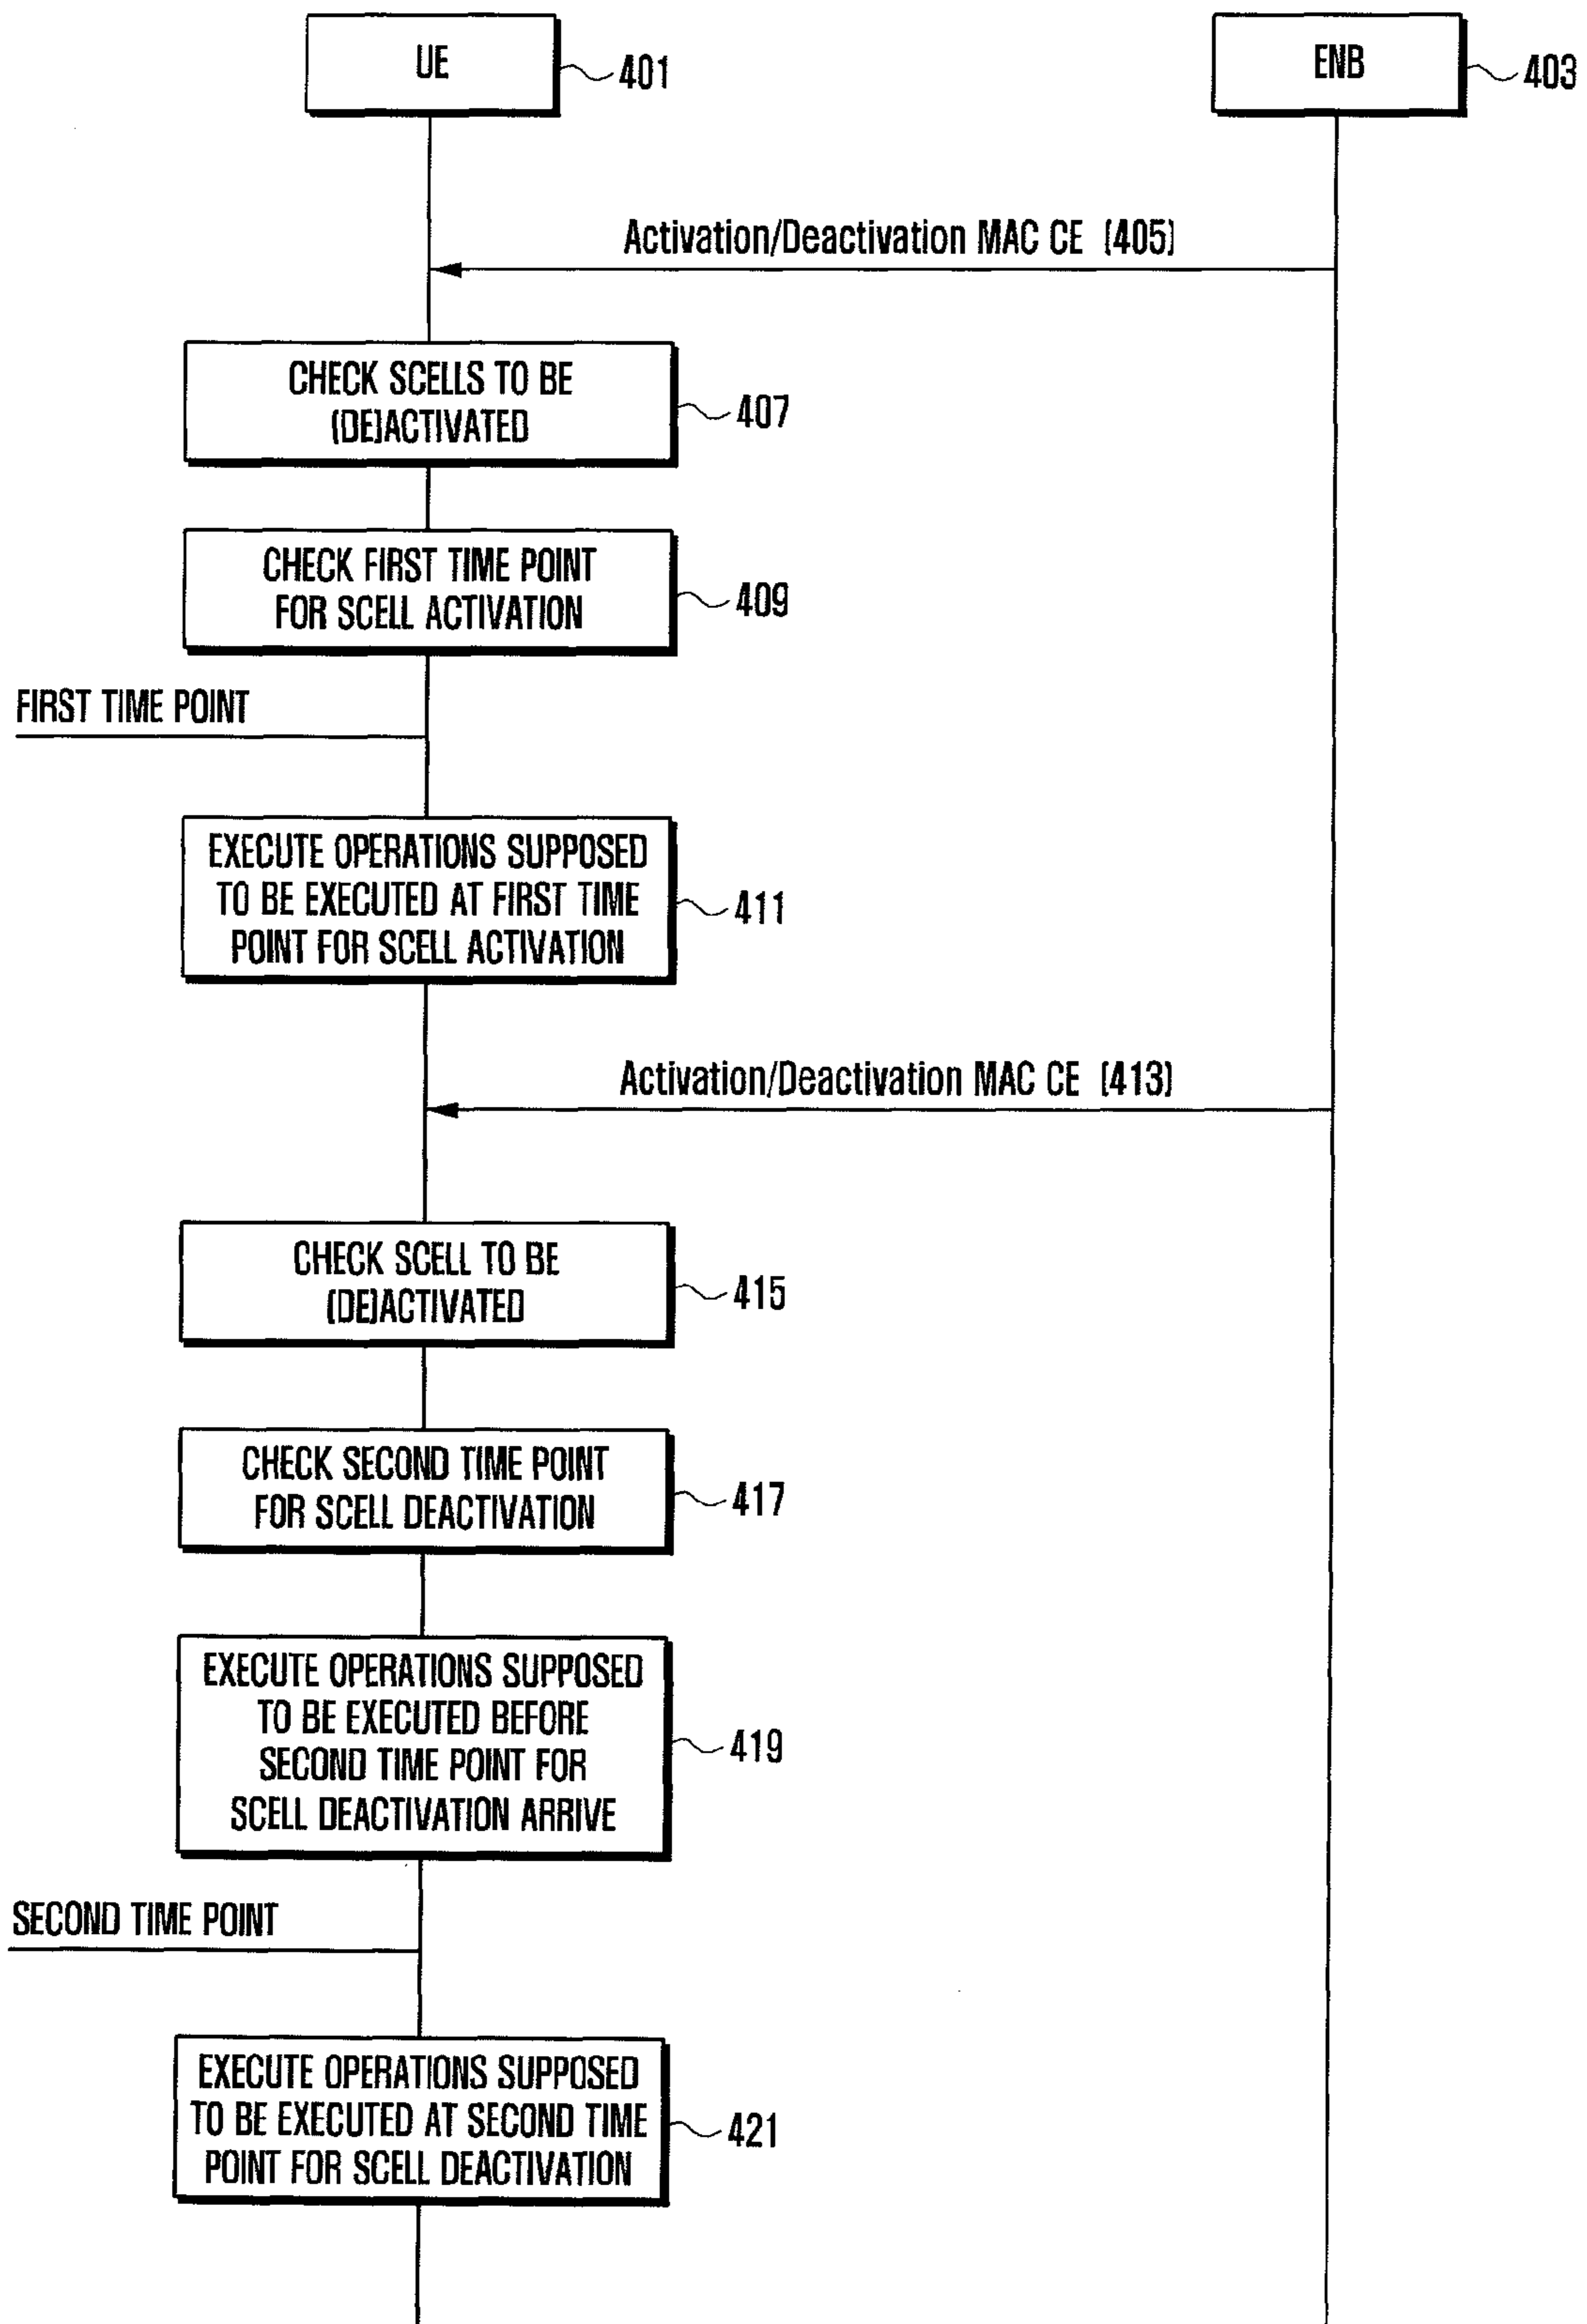 UE
401
ENB
403
Activation/Deactivation MAC CE (405)
CHECK SCELLS TO BE
(DE)ACTIVATED
407
CHECK FIRST TIME POINT
FOR SCELL ACTIVATION
409
FIRST TIME POINT
EXECUTE OPERATIONS SUPPOSED
TO BE EXECUTED AT FIRST TIME
POINT FOR SCELL ACTIVATION
411
Activation/Deactivation MAC CE (413)
CHECK SCELL TO BE
(DE)ACTIVATED
415
CHECK SECOND TIME POINT
FOR SCELL DEACTIVATION
417
EXECUTE OPERATIONS SUPPOSED
TO BE EXECUTED BEFORE
SECOND TIME POINT FOR
SCELL DEACTIVATION ARRIVE
419
SECOND TIME POINT
EXECUTE OPERATIONS SUPPOSED
TO BE EXECUTED AT SECOND TIME
POINT FOR SCELL DEACTIVATION
421